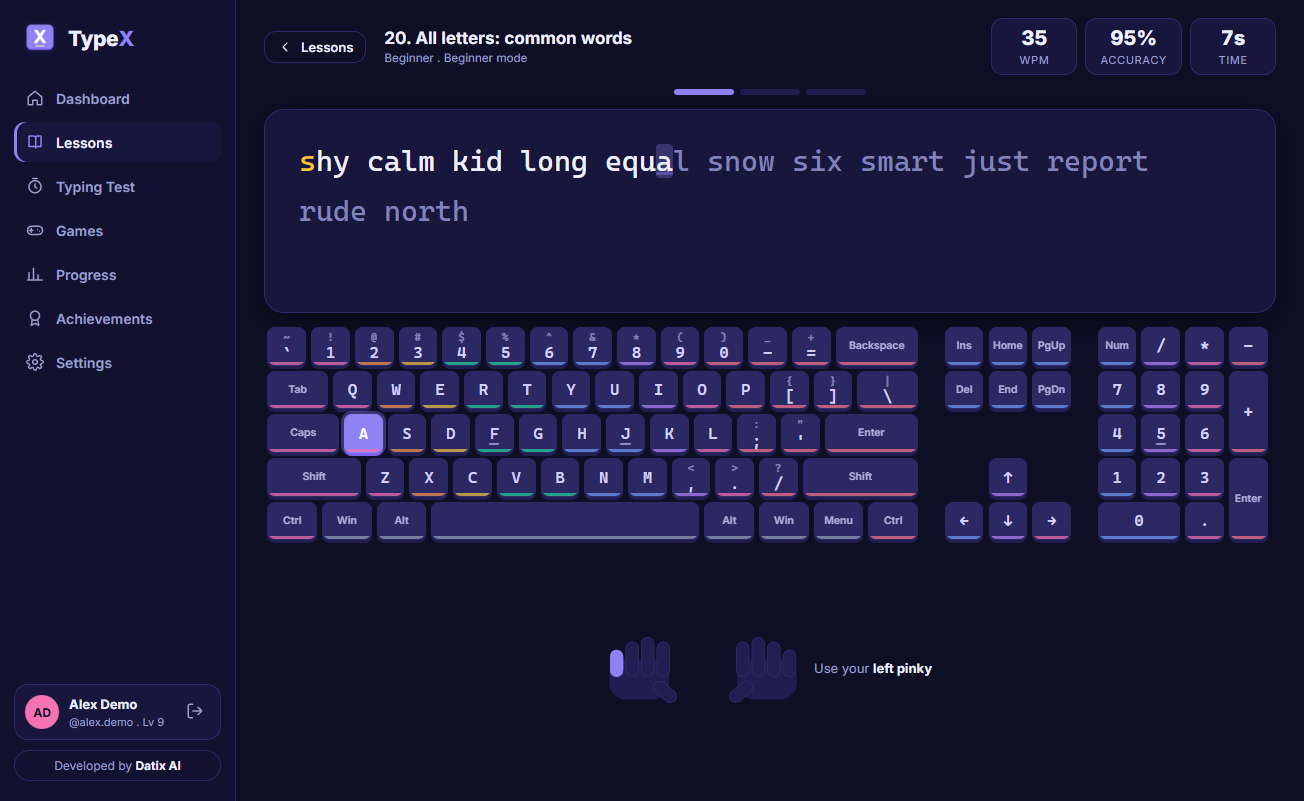 TypeX
Dashboard
Lessons
Typing Test
Games
Progress
Achievements
Settings
AD
Alex Demo
@alex.demo . Lv 9
Developed by Datix AI
Lessons
20. All letters: common words
Beginner . Beginner mode
35
WPM
95%
ACCURACY
7s
TIME
shy calm kid long equal snow six smart just report
rude north
~ ! @ # $ % ^ & * ( ) _ +
` 1 2 3 4 5 6 7 8 9 0 - = Backspace
Ins Home PgUp
Num / * -
{ } |
Tab Q W E R T Y U I O P [ ] \
Del End PgDn
7 8 9 +
: "
Caps A S D F G H J K L ; ' Enter
4 5 6
< > ?
Shift Z X C V B N M , . / Shift
↑
1 2 3 Enter
Ctrl Win Alt Alt Win Menu Ctrl
← ↓ →
0 .
Use your left pinky